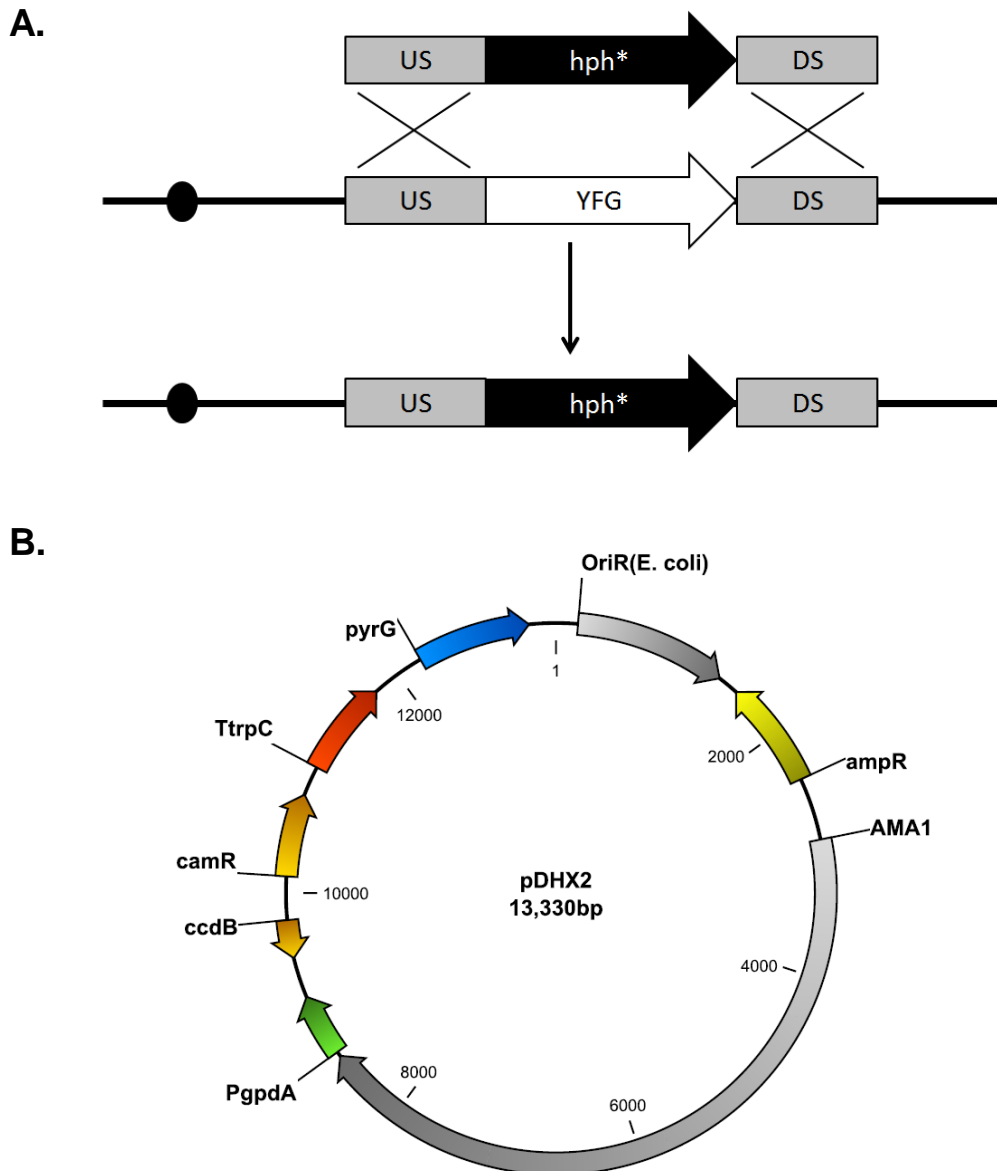 A.
US hph* DS
US YFG DS
US hph* DS
B.
OriR(E. coli)
pyrG
1
12000
TtrpC
2000
ampR
AMA1
camR
10000
pDHX2
13,330bp
ccdB
4000
PgpdA
8000
6000